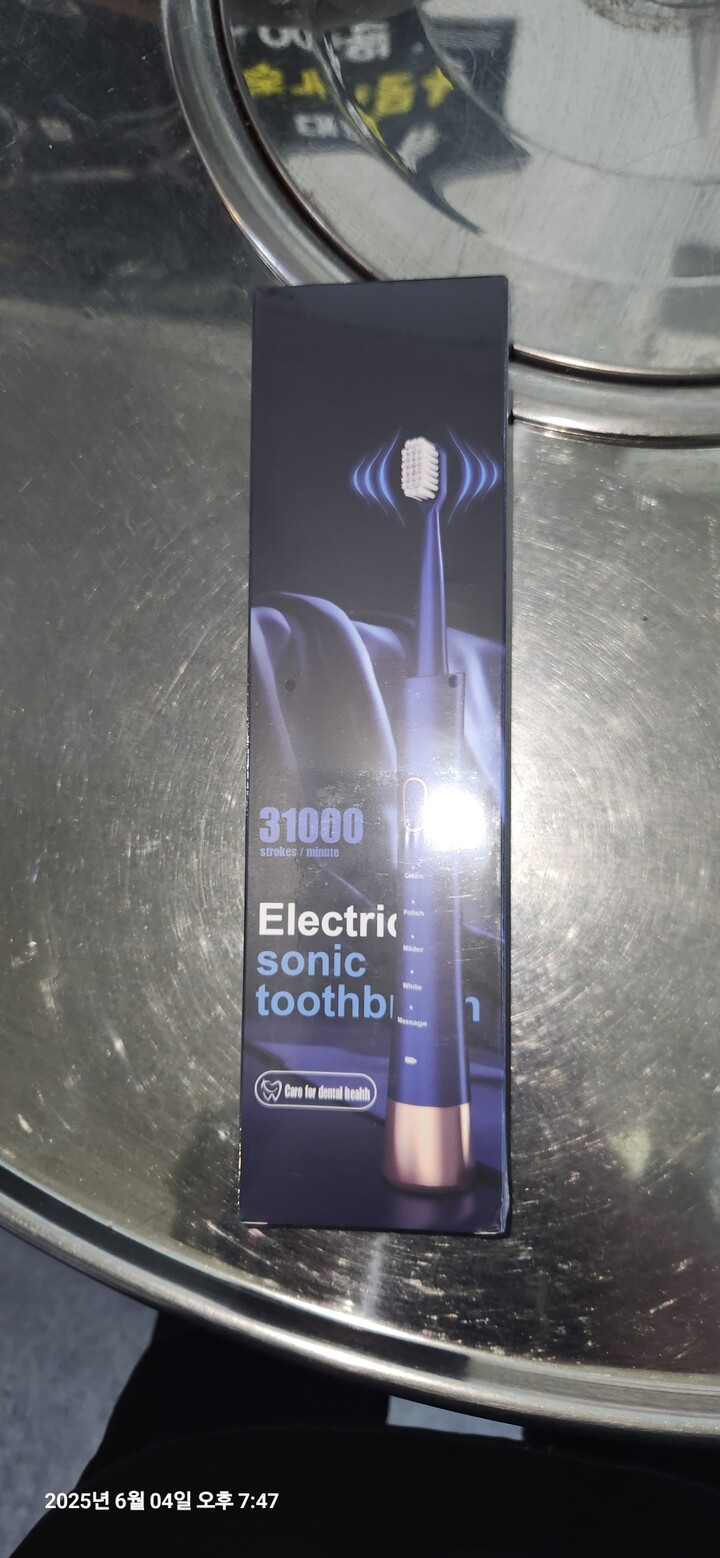 31000
strokes / minute
Clean
Polish
Milder
White
Massage
Electric
sonic
toothbr   h
Care for dental health
2025년 6월 04일 오후 7:47